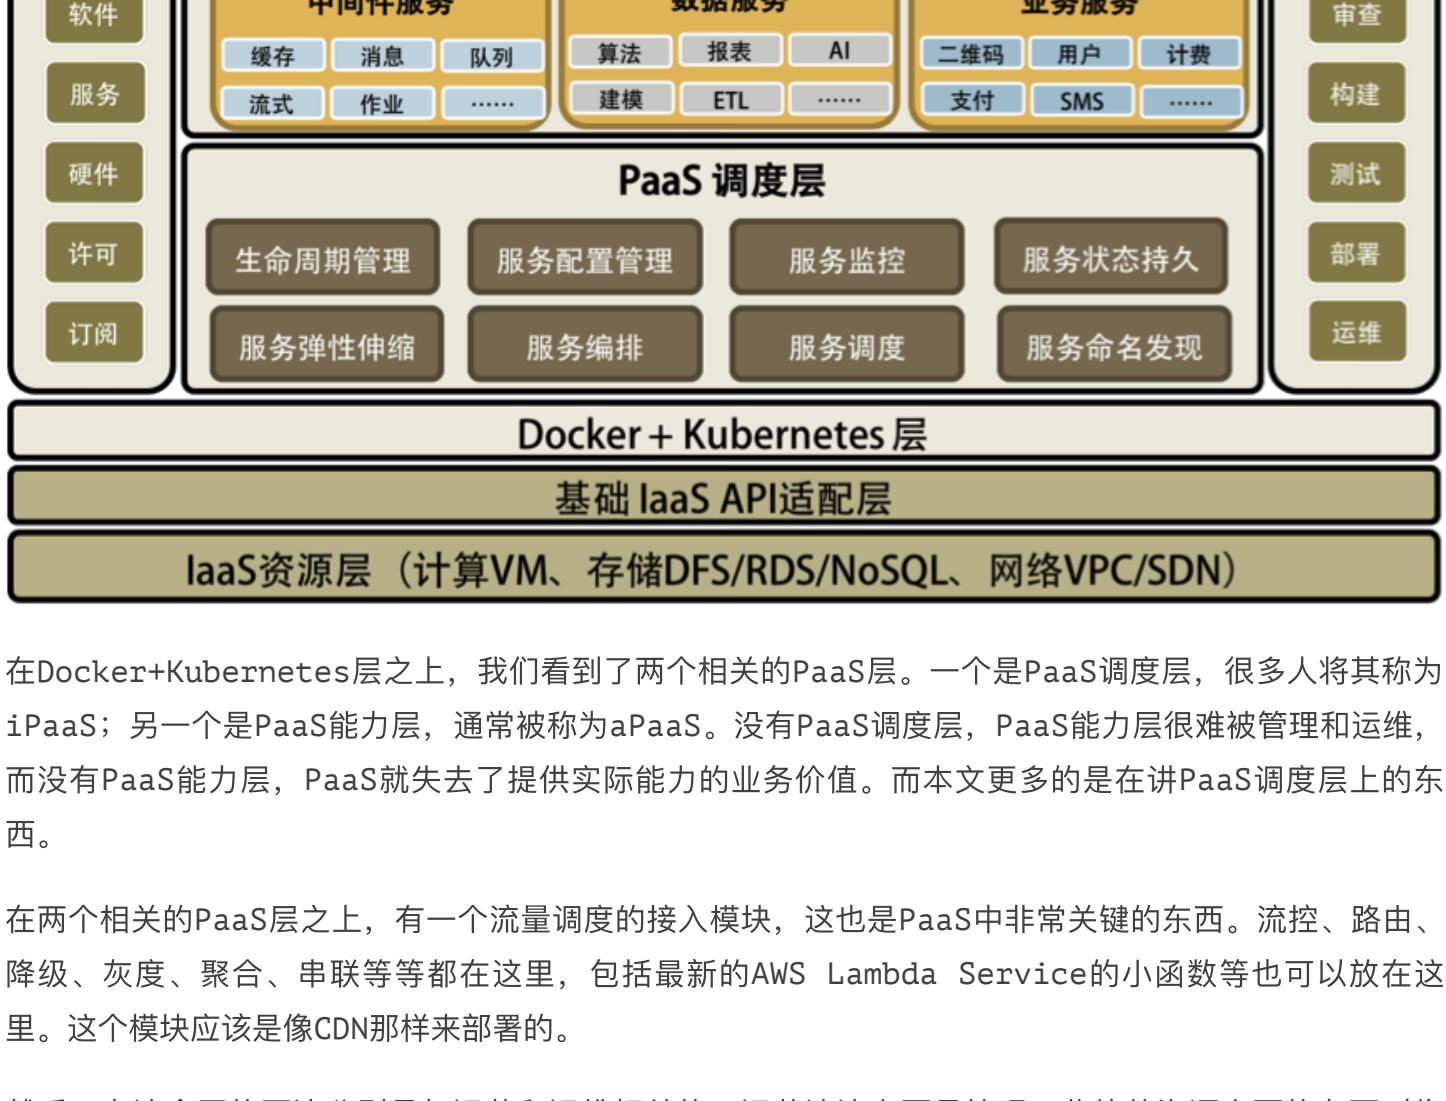 软件
服务
硬件
许可
订阅
中间件服务
缓存 消息 队列
流式 作业 ······
数据服务
算法 报表 AI
建模 ETL ······
业务服务
二维码 用户 计费
支付 SMS ······
审查
构建
测试
部署
运维
PaaS 调度层
生命周期管理 服务配置管理 服务监控 服务状态持久
服务弹性伸缩 服务编排 服务调度 服务命名发现
Docker + Kubernetes 层
基础 IaaS API适配层
IaaS资源层（计算VM、存储DFS/RDS/NoSQL、网络VPC/SDN）
在Docker+Kubernetes层之上，我们看到了两个相关的PaaS层。一个是PaaS调度层，很多人将其称为
iPaaS；另一个是PaaS能力层，通常被称为aPaaS。没有PaaS调度层，PaaS能力层很难被管理和运维，
而没有PaaS能力层，PaaS就失去了提供实际能力的业务价值。而本文更多的是在讲PaaS调度层上的东
西。
在两个相关的PaaS层之上，有一个流量调度的接入模块，这也是PaaS中非常关键的东西。流控、路由、
降级、灰度、聚合、串联等等都在这里，包括最新的AWS Lambda Service的小函数等也可以放在这
里。这个模块应该是像CDN那样来部署的。